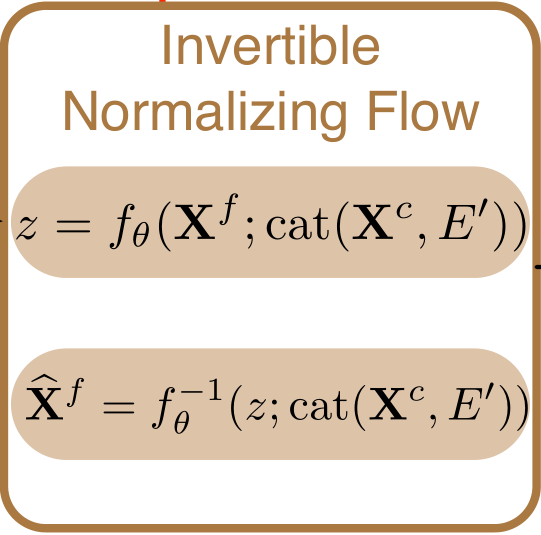 Invertible
Normalizing Flow
z = f_θ(X^f; cat(X^c, E′))
X̂^f = f_θ^{-1}(z; cat(X^c, E′))